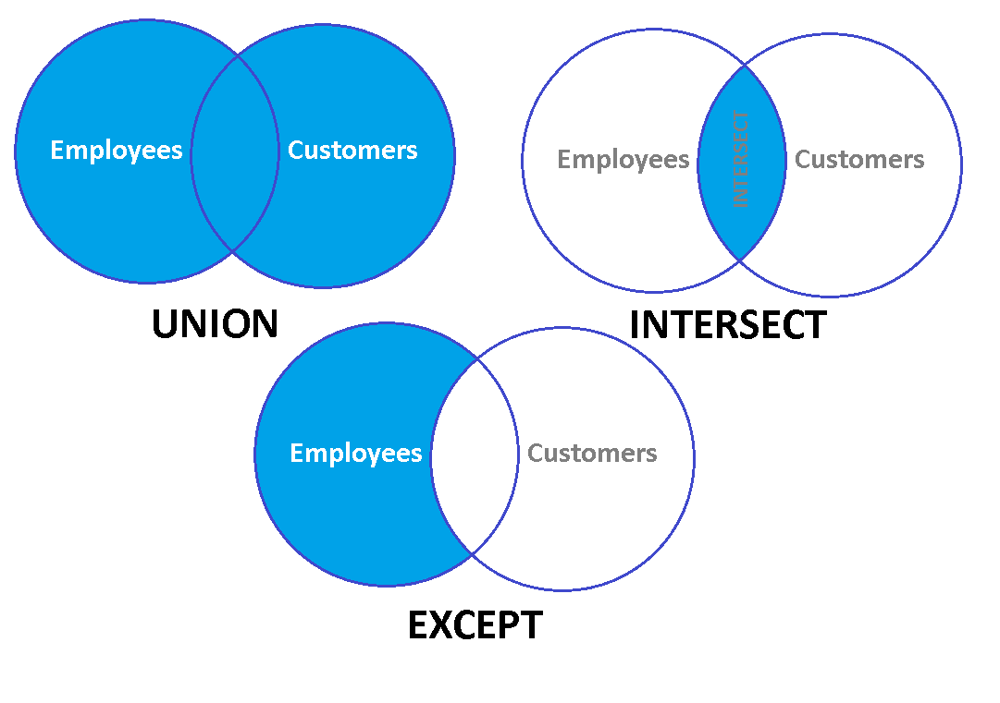 Employees Customers
UNION
Employees INTERSECT Customers
INTERSECT
Employees Customers
EXCEPT